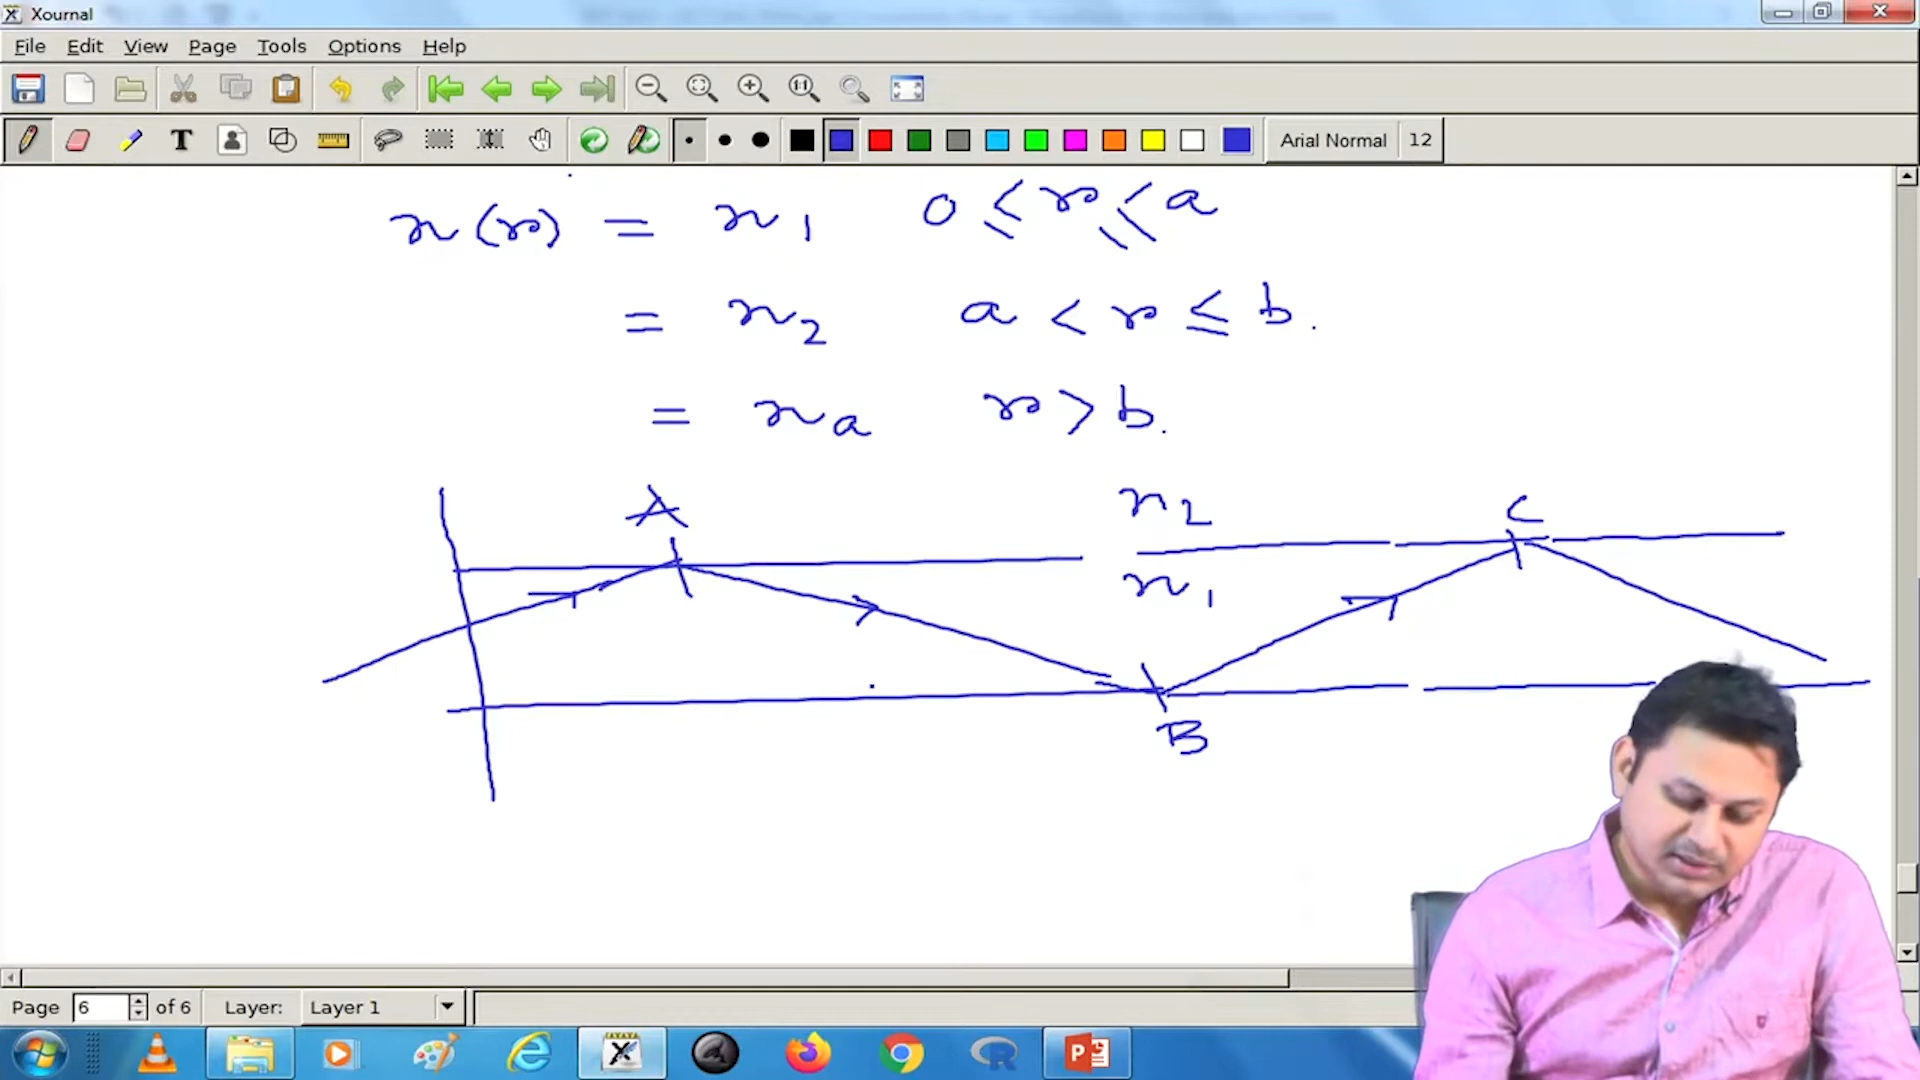 Xournal
File Edit View Page Tools Options Help
Arial Normal 12
n(r) = n1 0 ≤ r ≤ a
= n2 a < r ≤ b.
= na r > b.
A n2 C
n1
B
Page 6 of 6 Layer: Layer 1